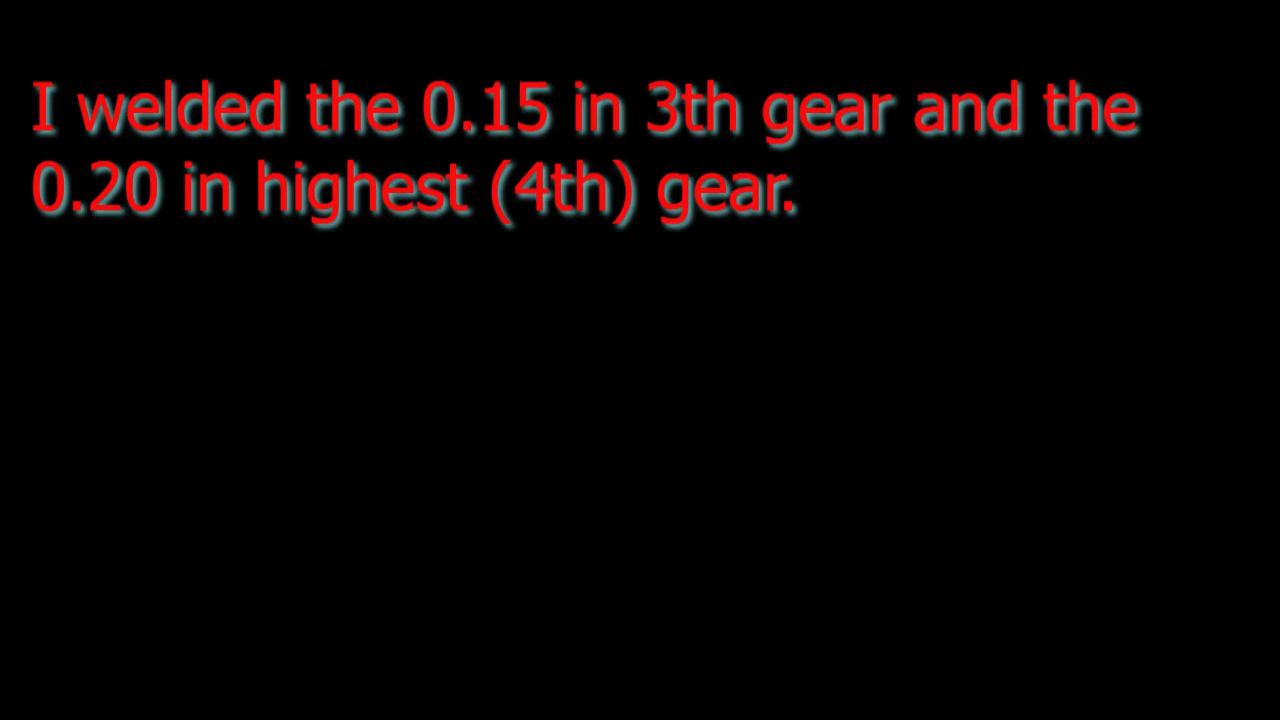 I welded the 0.15 in 3th gear and the
0.20 in highest (4th) gear.